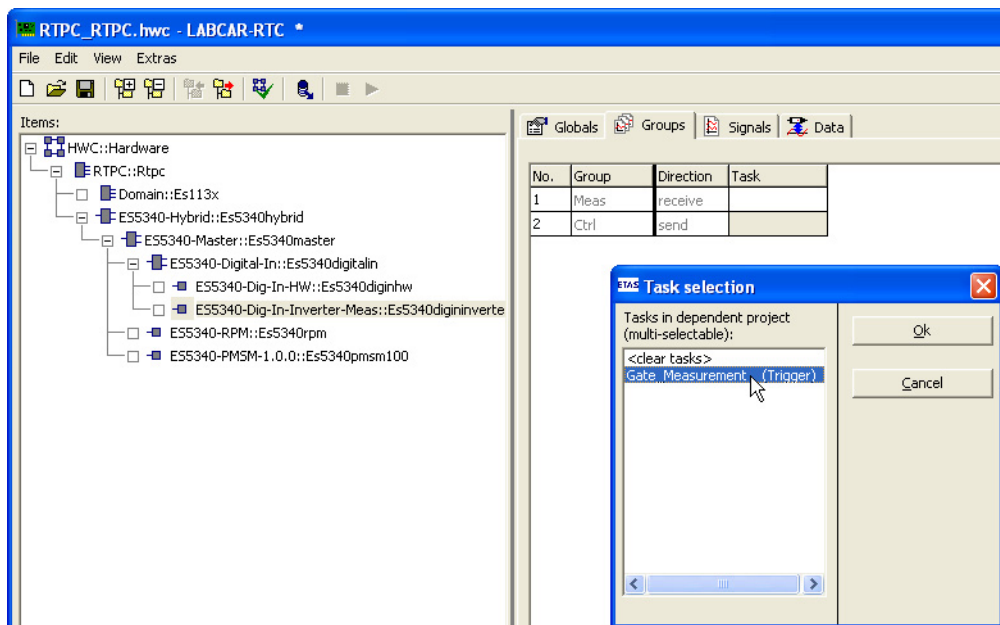 RTPC_RTPC.hwc - LABCAR-RTC *
File Edit View Extras
Items:
HWC::Hardware
RTPC::Rtpc
Domain::Es113x
ES5340-Hybrid::Es5340hybrid
ES5340-Master::Es5340master
ES5340-Digital-In::Es5340digitalin
ES5340-Dig-In-HW::Es5340diginhw
ES5340-Dig-In-Inverter-Meas::Es5340digininverte
ES5340-RPM::Es5340rpm
ES5340-PMSM-1.0.0::Es5340pmsm100
Globals Groups Signals Data
No. Group Direction Task
1 Meas receive
2 Ctrl send
ETAS Task selection
Tasks in dependent project
(multi-selectable):
<clear tasks>
Gate_Measurement (Trigger)
Ok
Cancel